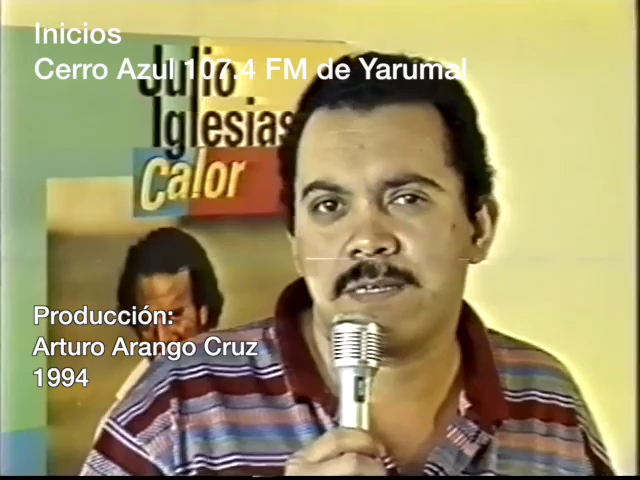 Inicios
Cerro Azul 107.4 FM de Yarumal
Julio
Iglesias
Calor
Producción:
Arturo Arango Cruz
1994